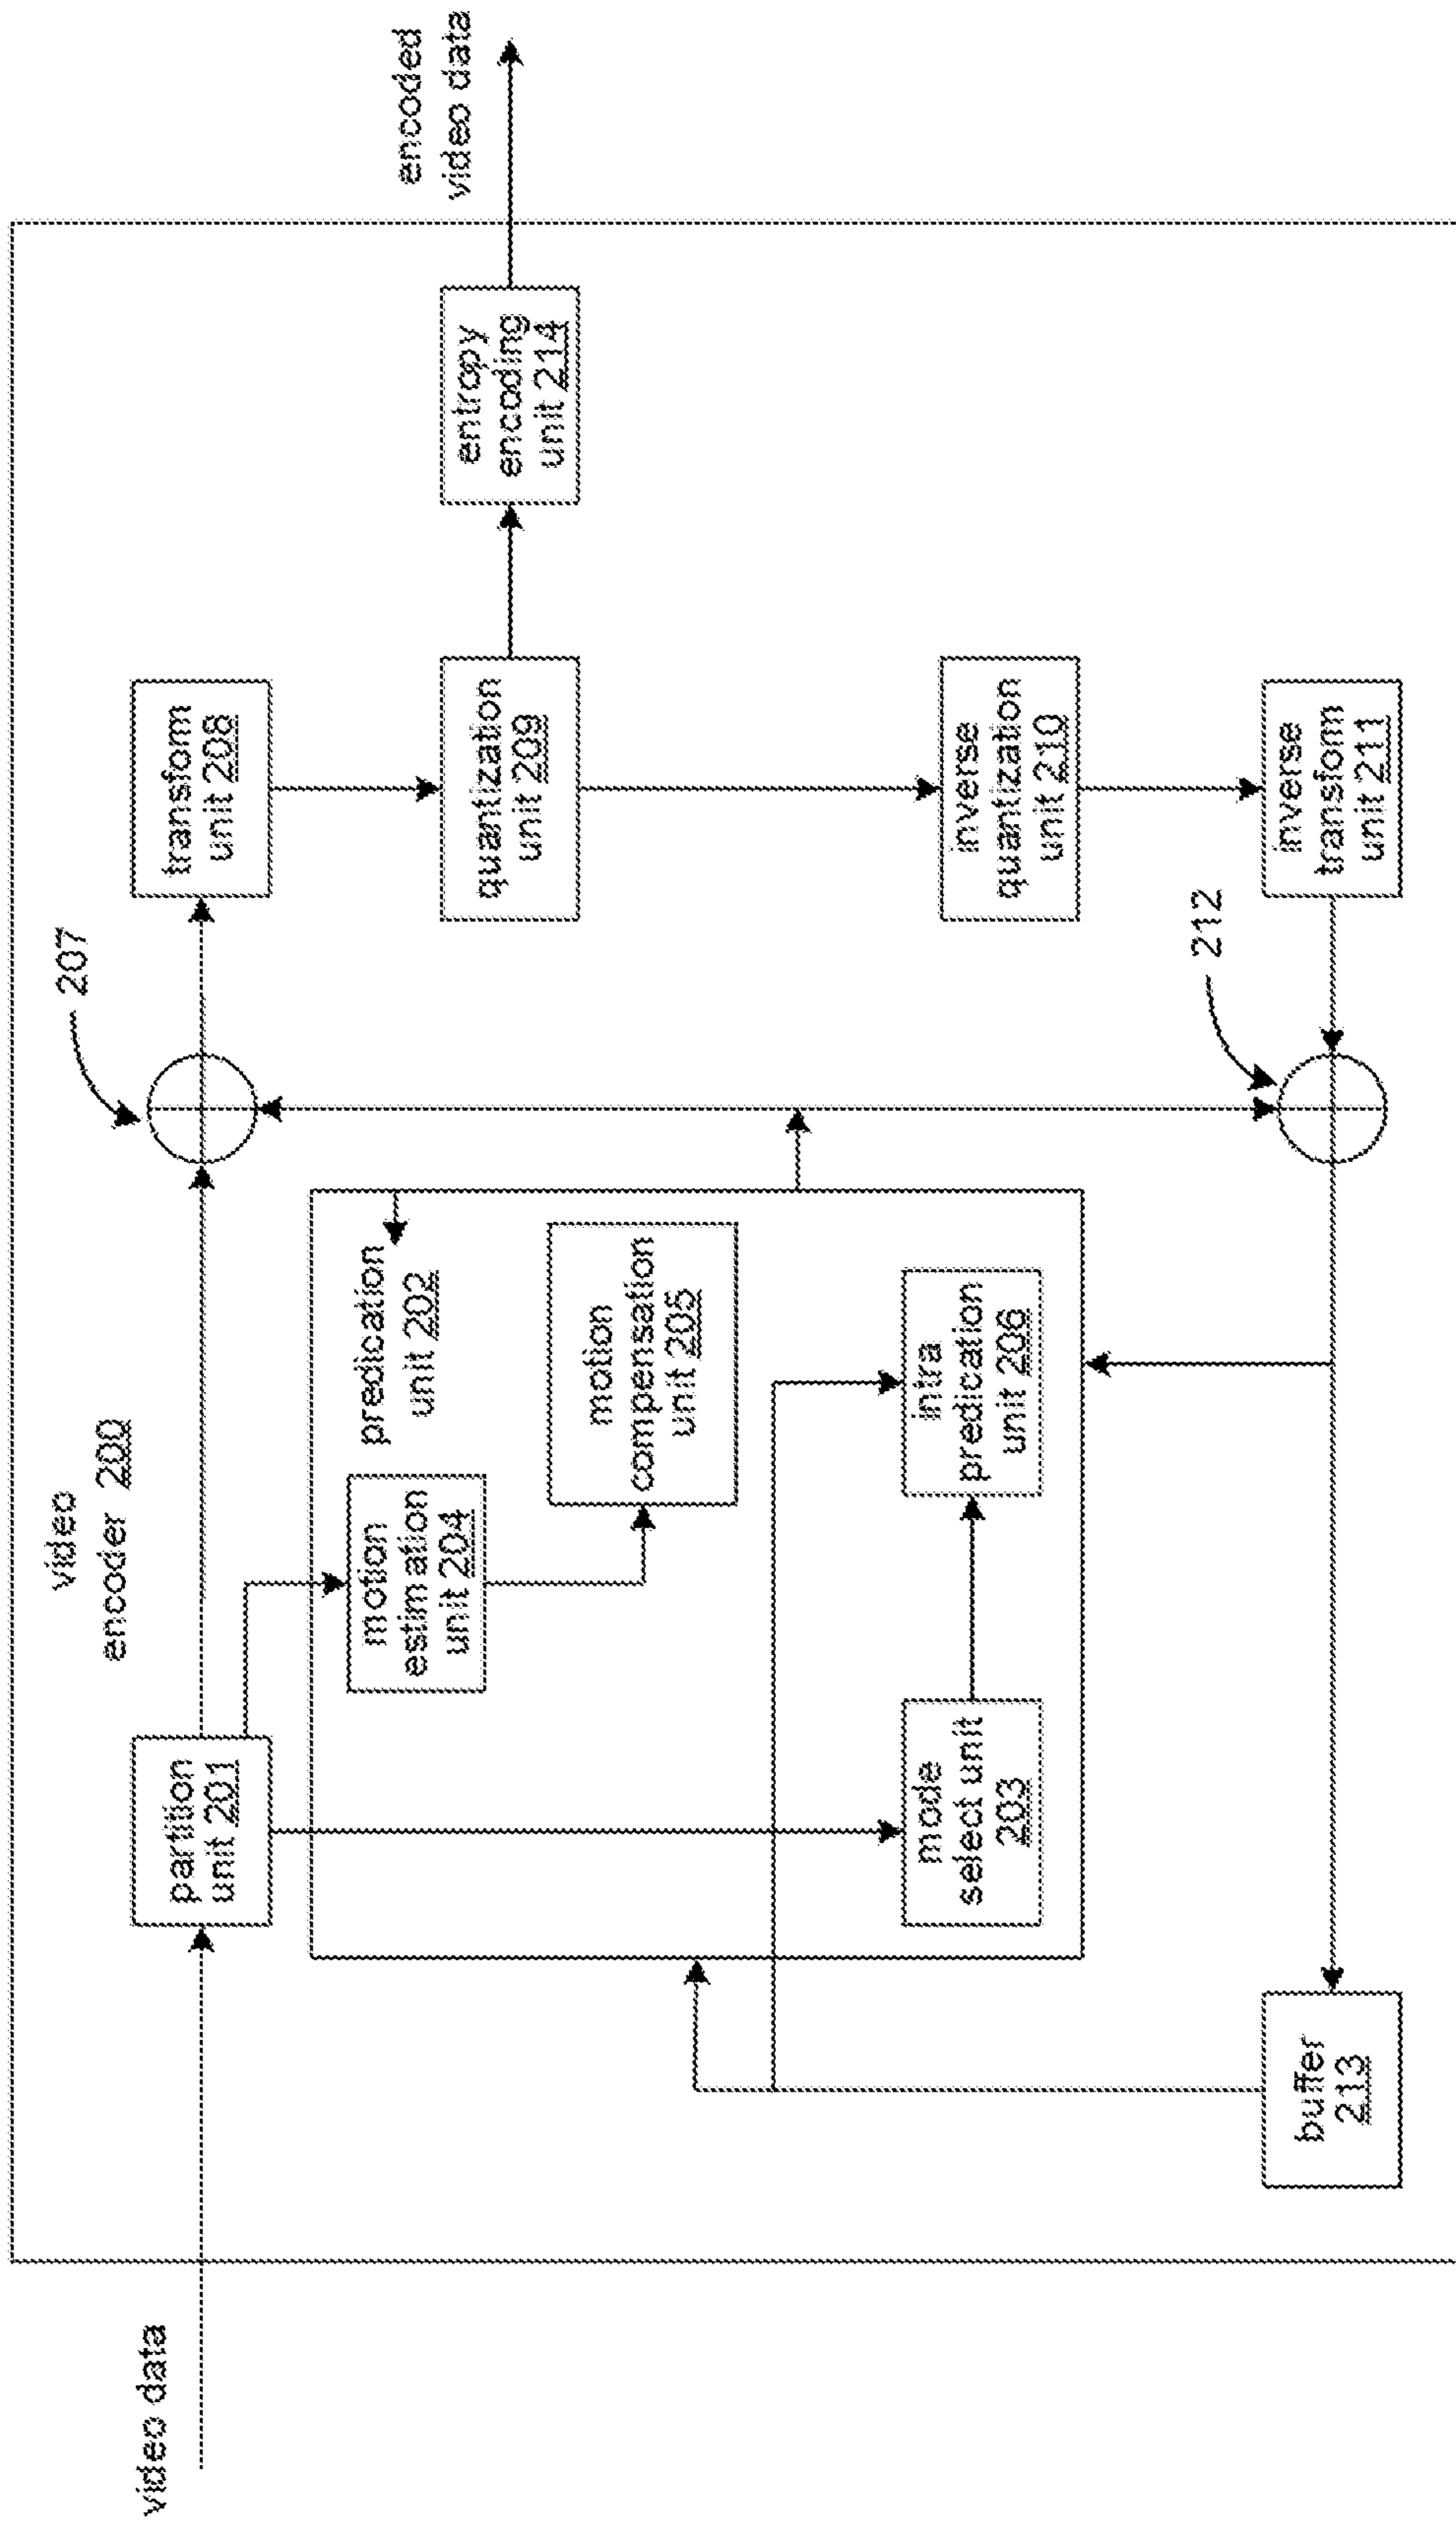 video
encoder 200
video data
partition
unit 201
207
transform
unit 208
predication
unit 202
motion
estimation
unit 204
motion
compensation
unit 205
quantization
unit 209
entropy
encoding
unit 214
encoded
video data
mode
select unit
203
intra
predication
unit 206
inverse
quantization
unit 210
212
inverse
transform
unit 211
buffer
213